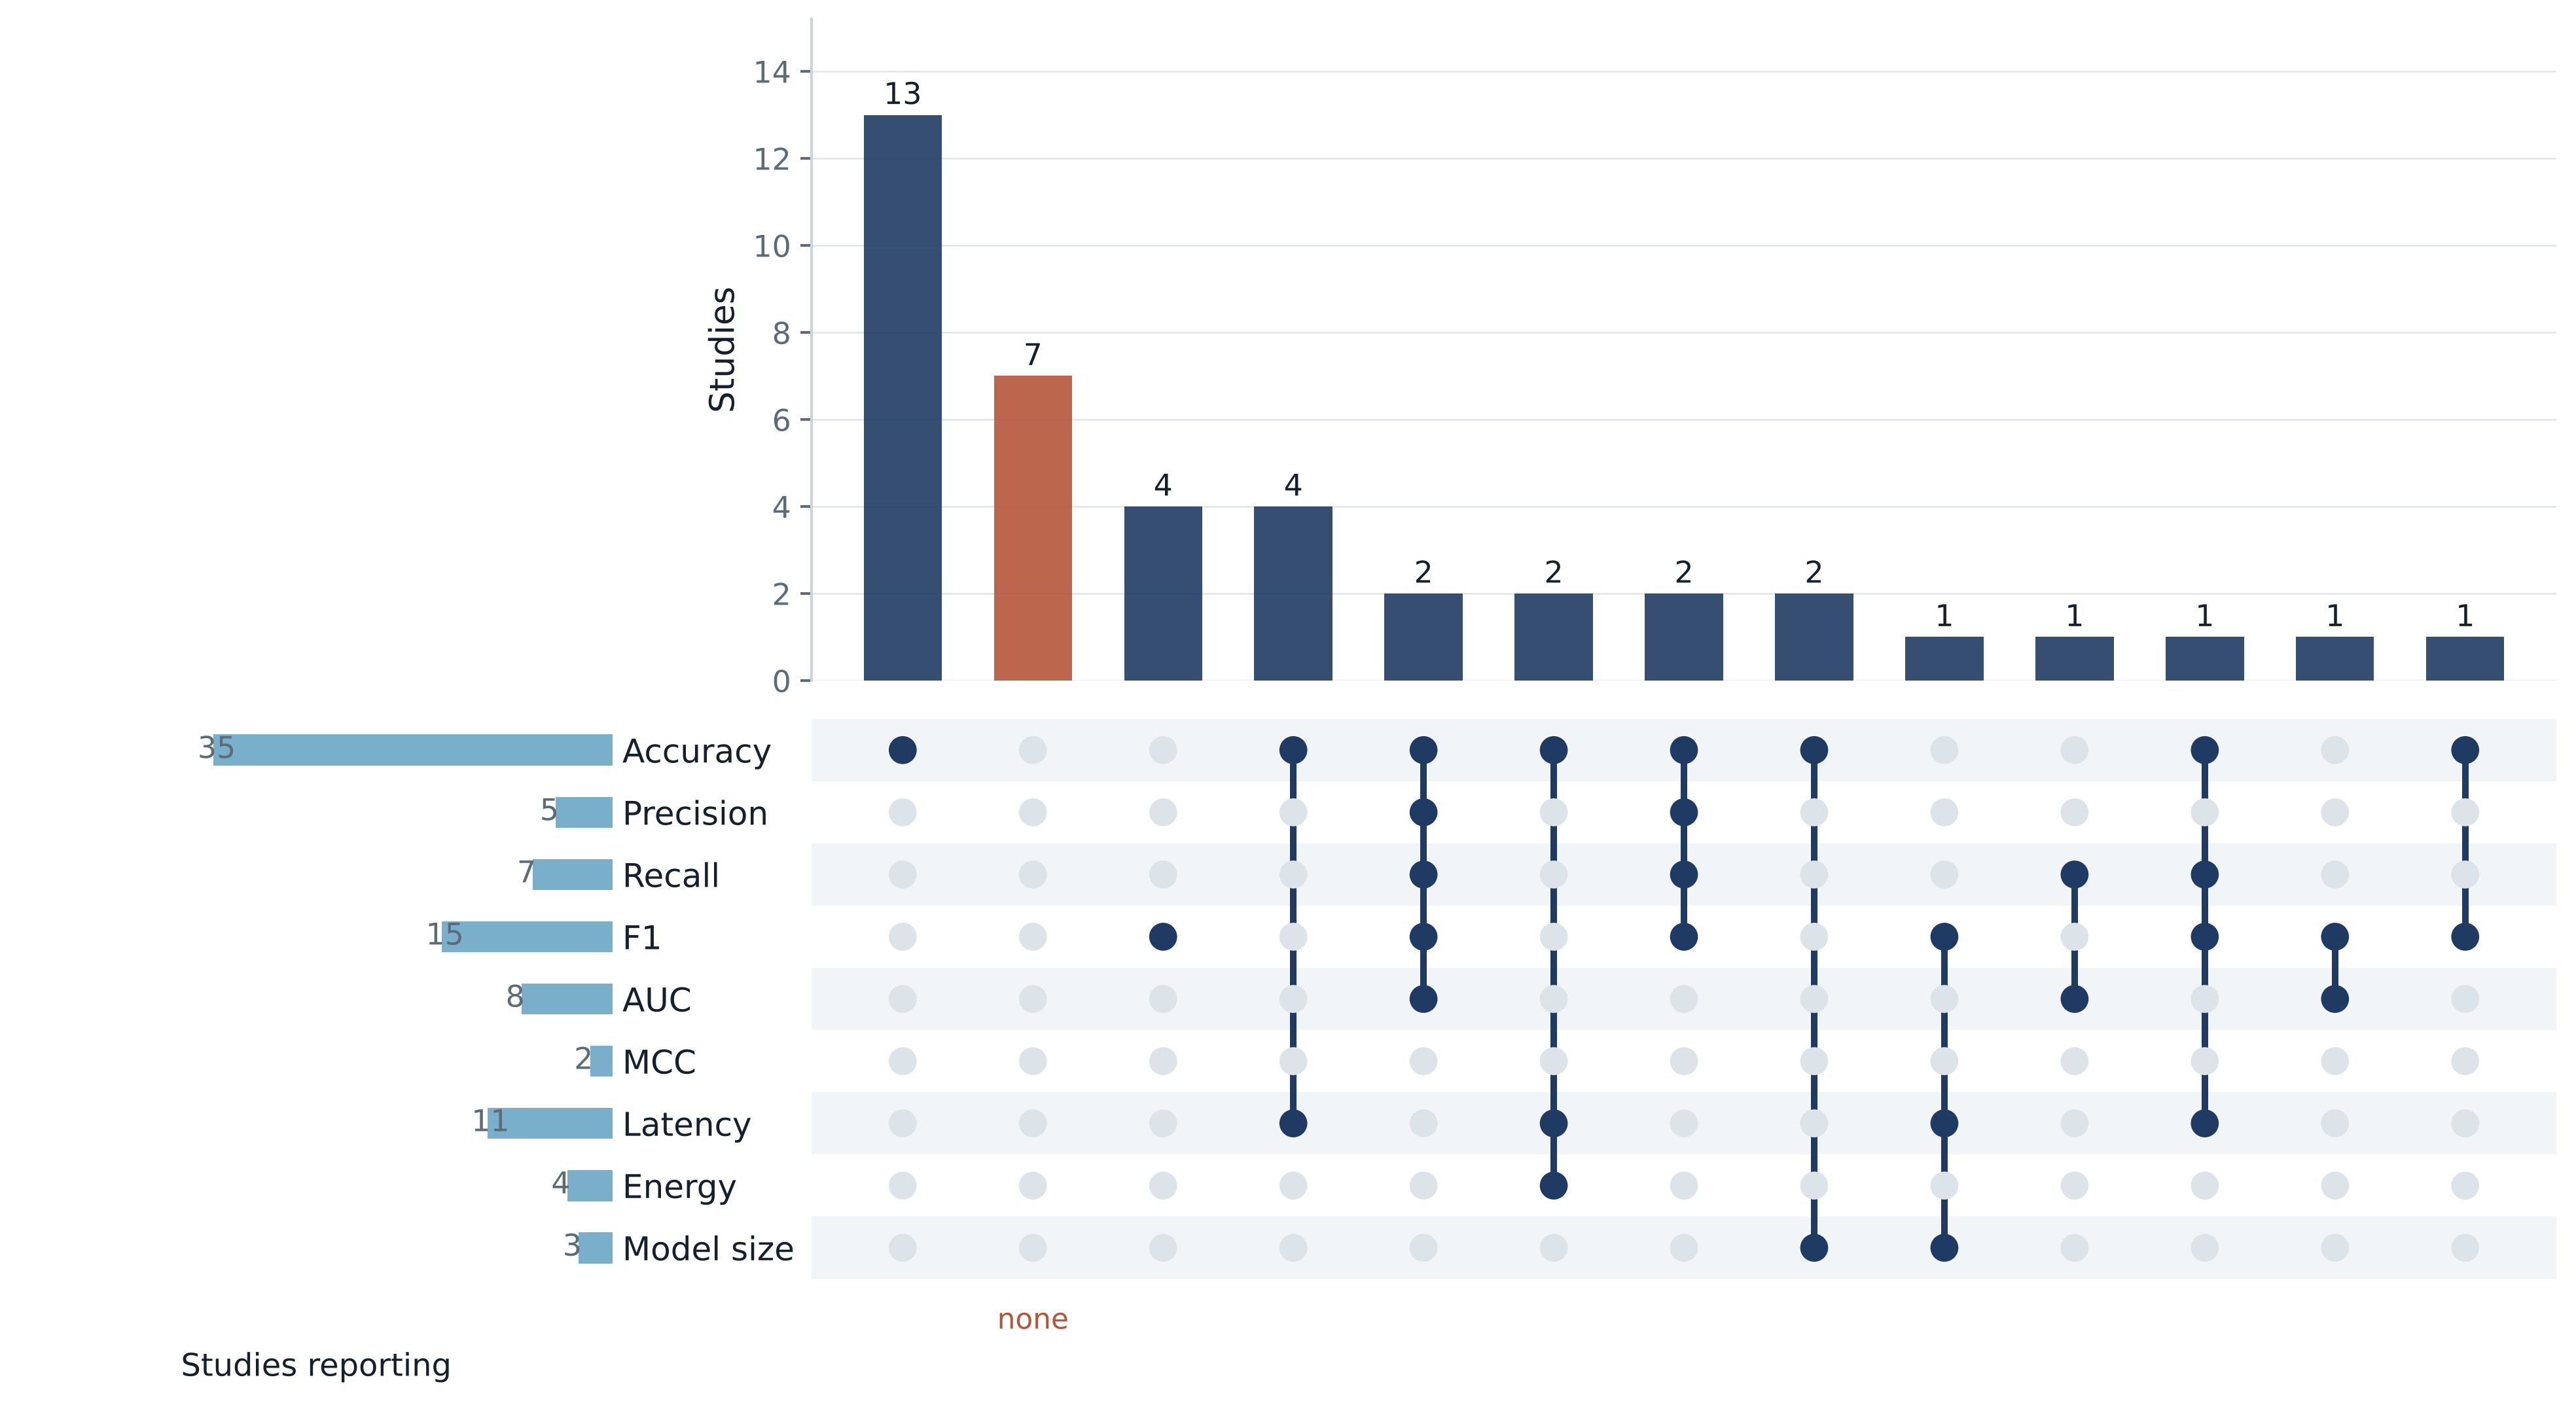 14
12
10
8
6
4
2
0
Studies
13
7
4
4
2
2
2
2
1
1
1
1
1
35 Accuracy
5 Precision
7 Recall
15 F1
8 AUC
2 MCC
11 Latency
4 Energy
3 Model size
none
Studies reporting